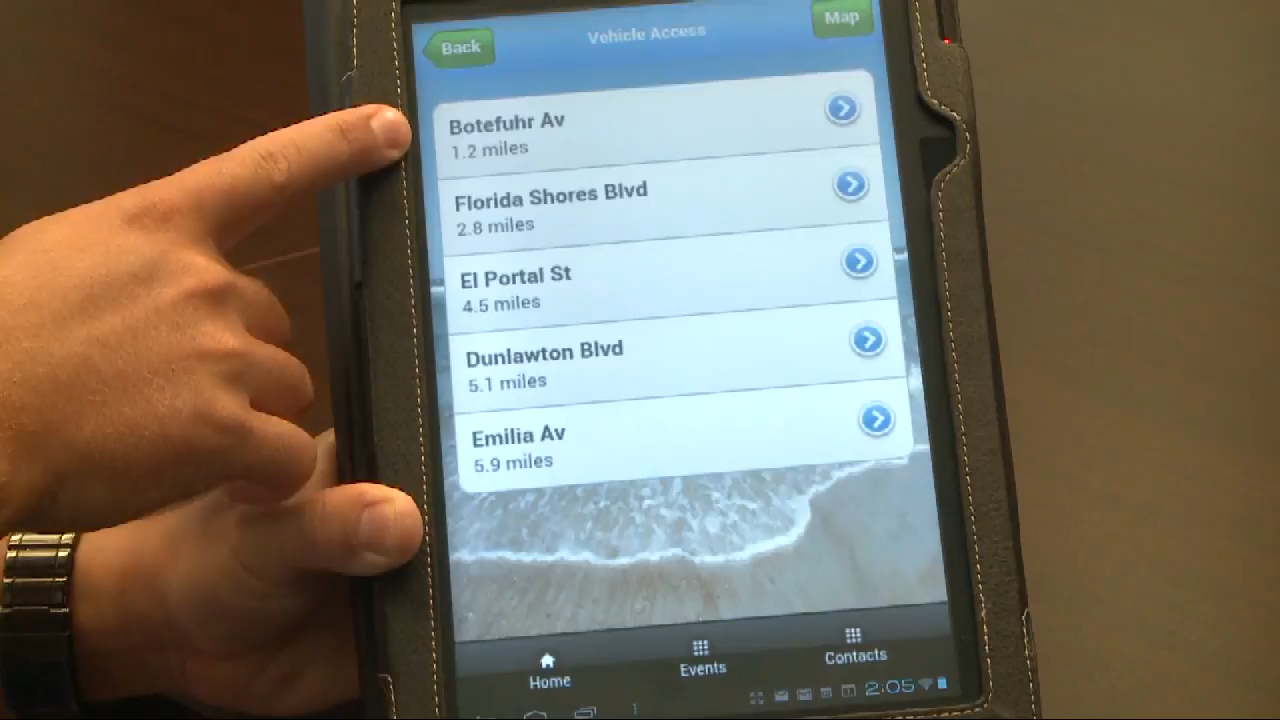 Back
Vehicle Access
Map
Botefuhr Av
1.2 miles
Florida Shores Blvd
2.8 miles
El Portal St
4.5 miles
Dunlawton Blvd
5.1 miles
Emilia Av
5.9 miles
Home
Events
Contacts
2:05